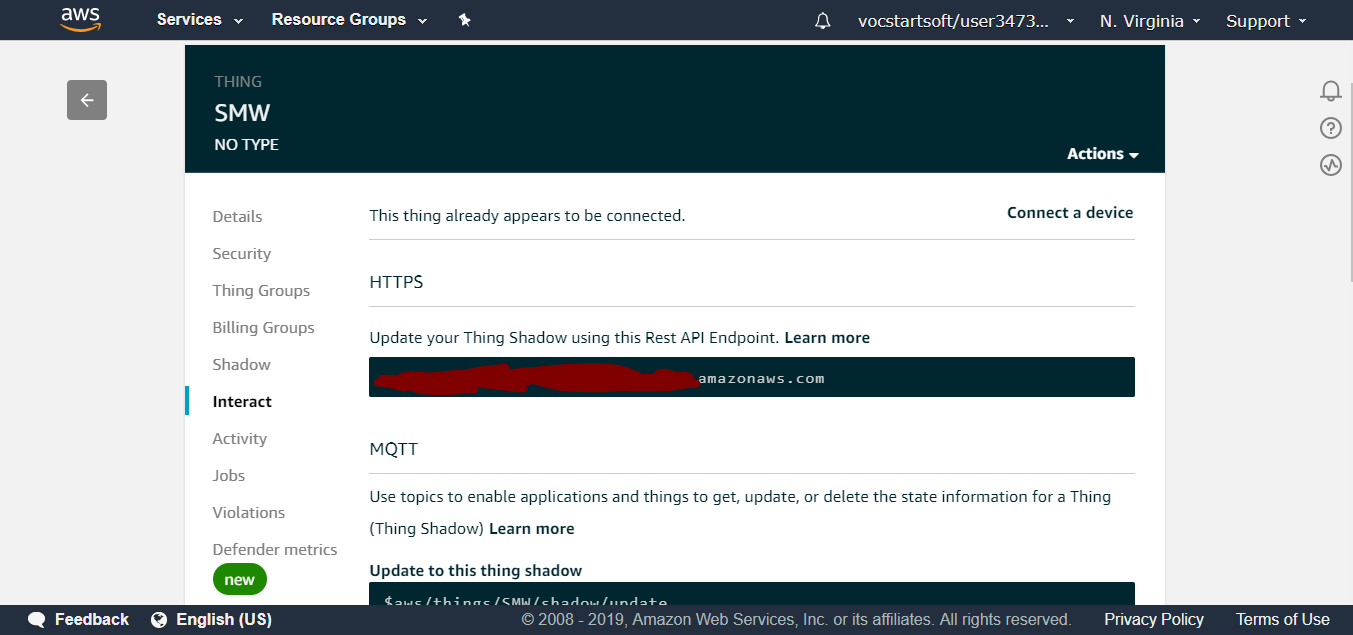 aws Services Resource Groups vocstartsoft/user3473... N. Virginia Support
THING
SMW
NO TYPE
Actions
Details
Security
Thing Groups
Billing Groups
Shadow
Interact
Activity
Jobs
Violations
Defender metrics
new
This thing already appears to be connected. Connect a device
HTTPS
Update your Thing Shadow using this Rest API Endpoint. Learn more
amazonaws.com
MQTT
Use topics to enable applications and things to get, update, or delete the state information for a Thing
(Thing Shadow) Learn more
Update to this thing shadow
$aws/things/SMW/shadow/update
Feedback English (US) © 2008 - 2019, Amazon Web Services, Inc. or its affiliates. All rights reserved. Privacy Policy Terms of Use